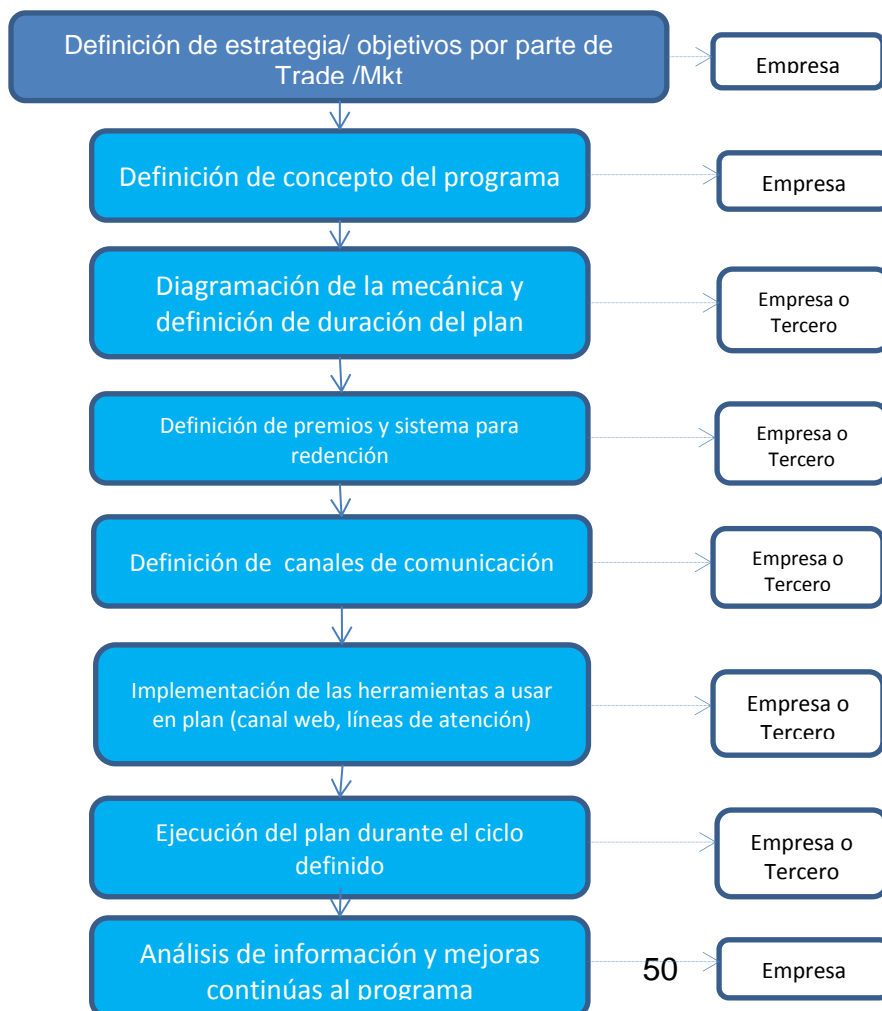 Definición de estrategia/ objetivos por parte de
Trade /Mkt
Empresa
Definición de concepto del programa
Empresa
Diagramación de la mecánica y
definición de duración del plan
Empresa o
Tercero
Definición de premios y sistema para
redención
Empresa o
Tercero
Definición de  canales de comunicación
Empresa o
Tercero
Implementación de las herramientas a usar
en plan (canal web, líneas de atención)
Empresa o
Tercero
Ejecución del plan durante el ciclo
definido
Empresa o
Tercero
Análisis de información y mejoras
continúas al programa
50
Empresa